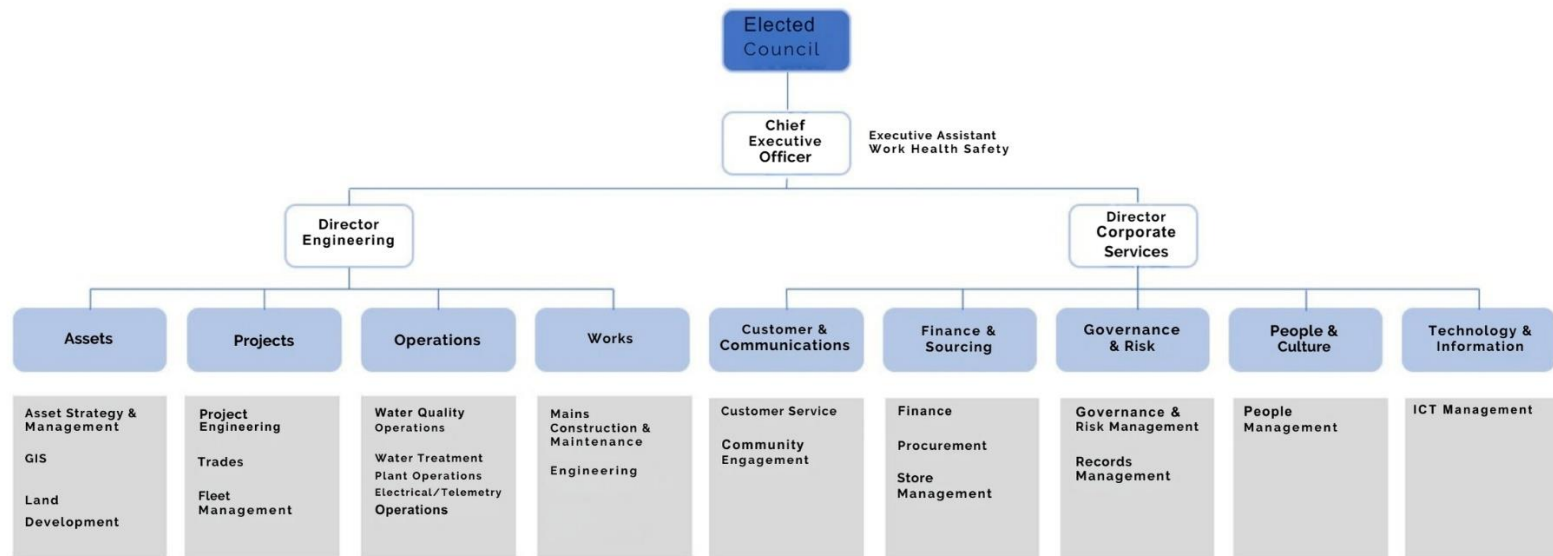 Elected
Council
Chief
Executive
Officer
Executive Assistant
Work Health Safety
Director
Engineering
Director
Corporate
Services
Assets
Projects
Operations
Works
Customer &
Communications
Finance &
Sourcing
Governance
& Risk
People &
Culture
Technology &
Information
Asset Strategy &
Management
GIS
Land
Development
Project
Engineering
Trades
Fleet
Management
Water Quality
Operations
Water Treatment
Plant Operations
Electrical/Telemetry
Operations
Mains
Construction &
Maintenance
Engineering
Customer Service
Community
Engagement
Finance
Procurement
Store
Management
Governance &
Risk Management
Records
Management
People
Management
ICT Management